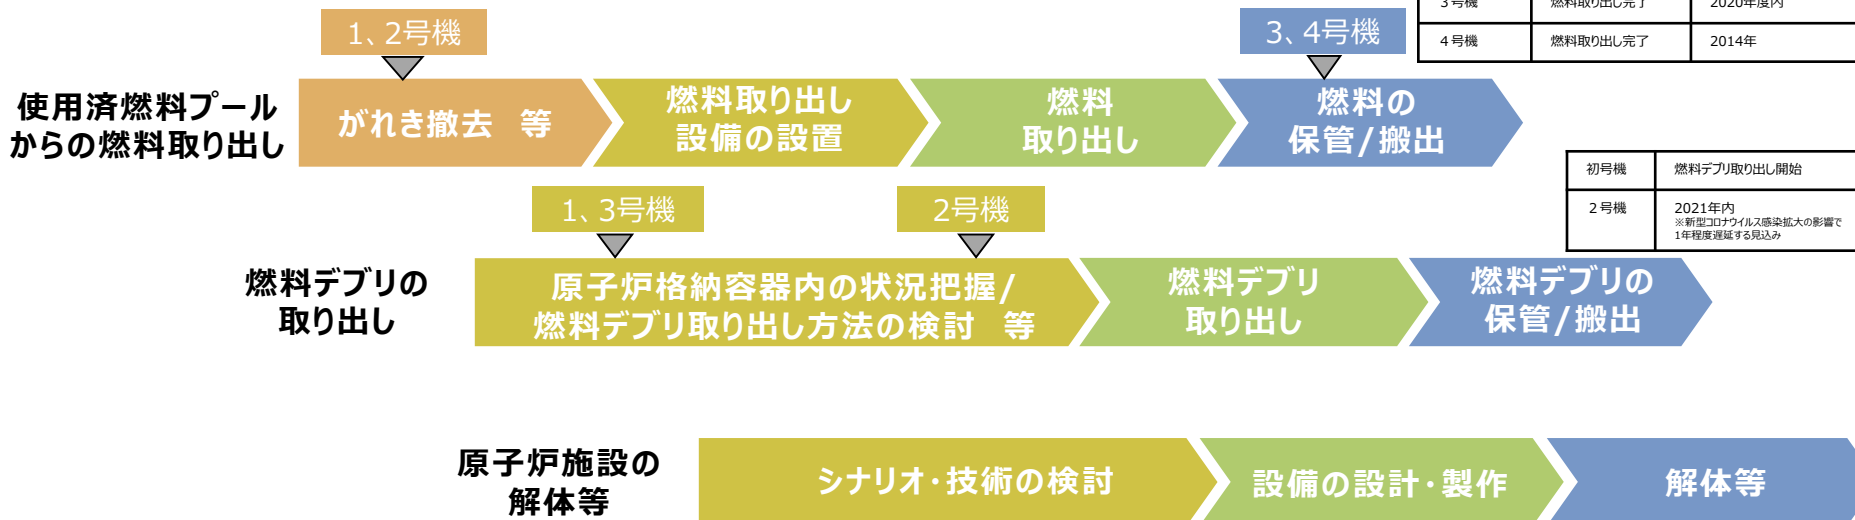 3号機 燃料取り出し完了 2020年度内
4号機 燃料取り出し完了 2014年
1、2号機
3、4号機
使用済燃料プール
からの燃料取り出し
がれき撤去　等
燃料取り出し
設備の設置
燃料
取り出し
燃料の
保管/搬出
初号機 燃料デブリ取り出し開始
2号機 2021年内
※新型コロナウイルス感染拡大の影響で
1年程度遅延する見込み
1、3号機
2号機
燃料デブリの
取り出し
原子炉格納容器内の状況把握/
燃料デブリ取り出し方法の検討　等
燃料デブリ
取り出し
燃料デブリの
保管/搬出
原子炉施設の
解体等
シナリオ・技術の検討
設備の設計・製作
解体等